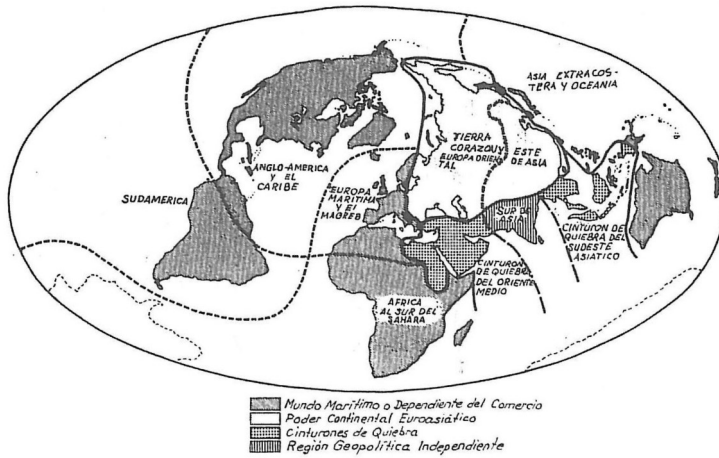 ASIA EXTRACOS-
TERA Y OCEANIA
TIERRA
CORAZON Y
EUROPA ORIEN
TAL
ESTE
DE ASIA
ANGLO-AMERICA
Y EL
CARIBE
SUDAMERICA
EUROPA
MARITIMA
Y El
MAGREB
SUR DE
ASIA
CINTURON DE
QUIEBRA DEL
SUDESTE
ASIATICO
CINTURON
DE QUIEBRA
DEL ORIENTE
MEDIO
AFRICA
AL SUR DEL
SAHARA
Mundo Marítimo o Dependiente del Comercio
Poder Continental Euroasiático
Cinturones de Quiebra
Región Geopolítica Independiente